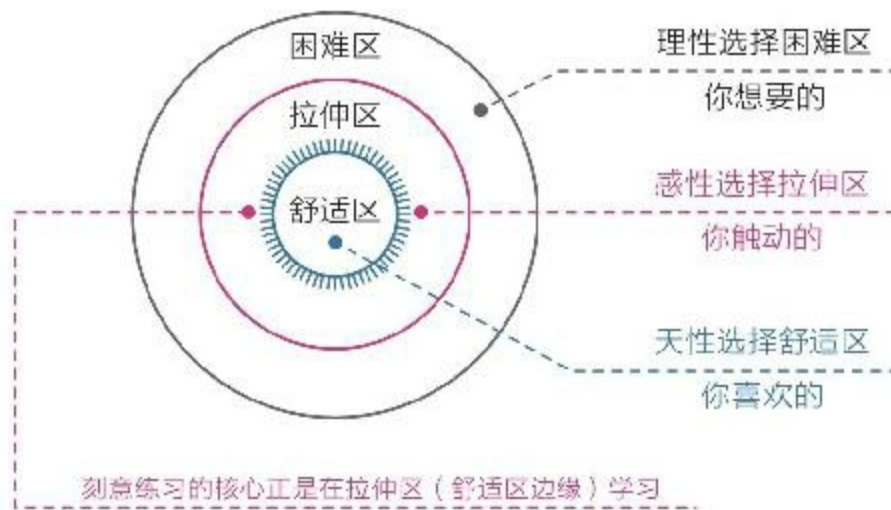 困难区
拉伸区
舒适区
理性选择困难区
你想要的
感性选择拉伸区
你触动的
天性选择舒适区
你喜欢的
刻意练习的核心正是在拉伸区（舒适区边缘）学习